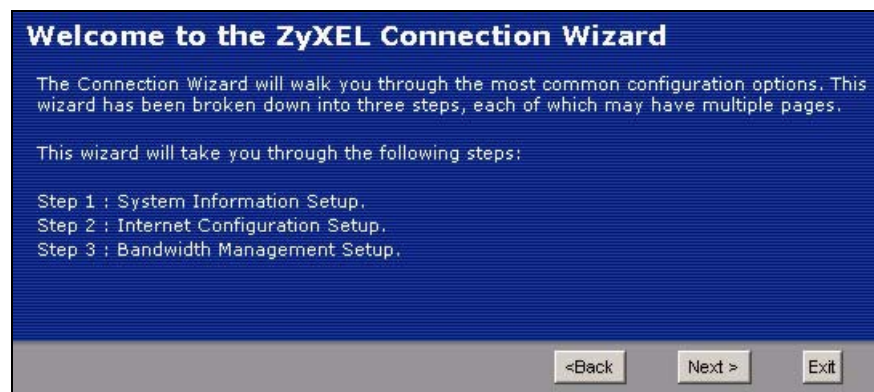 Welcome to the ZyXEL Connection Wizard
The Connection Wizard will walk you through the most common configuration options. This
wizard has been broken down into three steps, each of which may have multiple pages.
This wizard will take you through the following steps:
Step 1 : System Information Setup.
Step 2 : Internet Configuration Setup.
Step 3 : Bandwidth Management Setup.
<Back Next > Exit